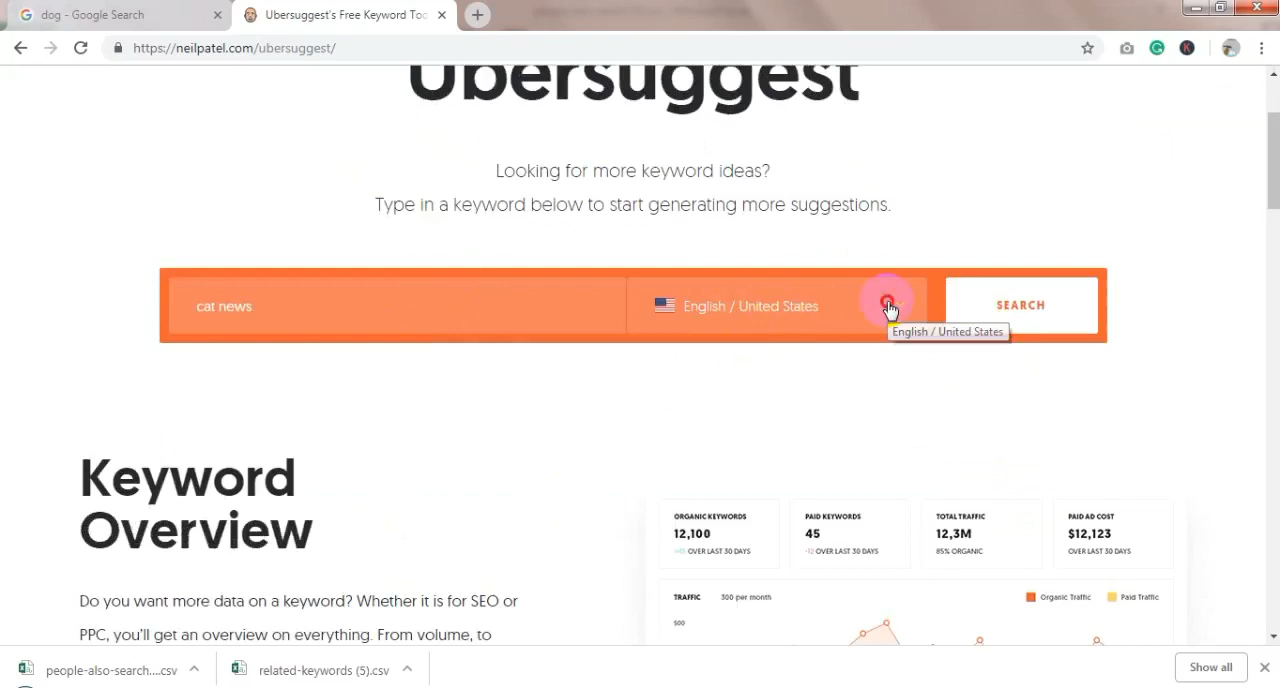 dog - Google Search
Ubersuggest's Free Keyword Too
https://neilpatel.com/ubersuggest/
K
Ubersuggest
Looking for more keyword ideas?
Type in a keyword below to start generating more suggestions.
cat news
English / United States
SEARCH
English / United States
Keyword
Overview
Do you want more data on a keyword? Whether it is for SEO or
PPC, you'll get an overview on everything. From volume, to
ORGANIC KEYWORDS
12,100
OVER LAST 30 DAYS
PAID KEYWORDS
45
-12 OVER LAST 30 DAYS
TOTAL TRAFFIC
12,3M
85% ORGANIC
PAID AD COST
$12,123
OVER LAST 30 DAYS
TRAFFIC 300 per month
Organic Traffic
Paid Traffic
500
people-also-search....csv
related-keywords (5).csv
Show all